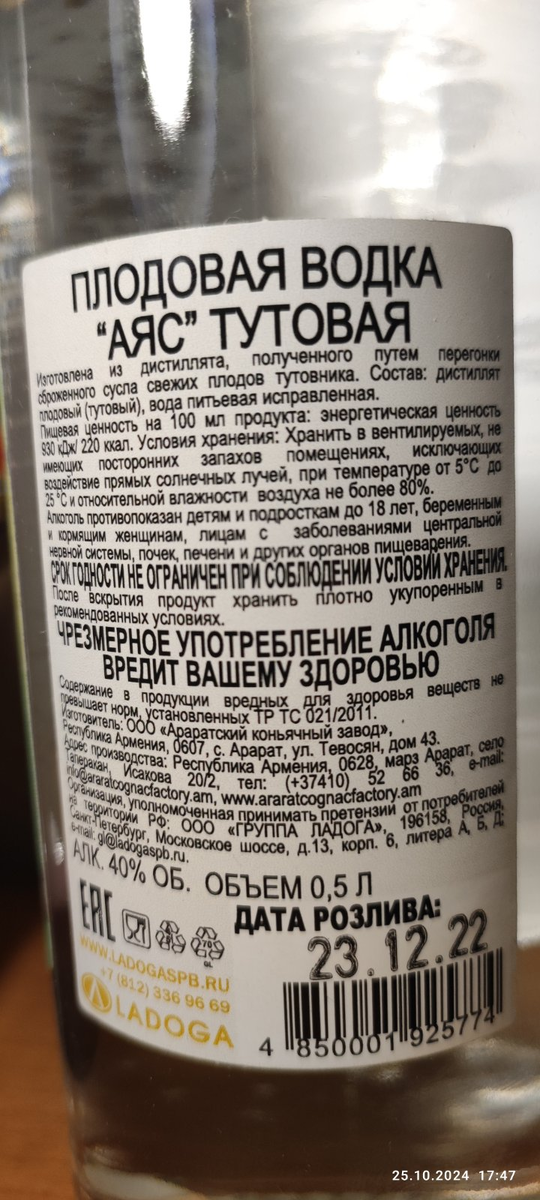 ПЛОДОВАЯ ВОДКА
“АЯС” ТУТОВАЯ
Изготовлена из дистиллята, полученного путем перегонки
сброженного сусла свежих плодов тутовника. Состав: дистиллят
плодовый (тутовый), вода питьевая исправленная.
Пищевая ценность на 100 мл продукта: энергетическая ценность
930 кДж/ 220 ккал. Условия хранения: Хранить в вентилируемых, не
имеющих посторонних запахов помещениях, исключающих
воздействие прямых солнечных лучей, при температуре от 5°C до
25°C и относительной влажности воздуха не более 80%.
Алкоголь противопоказан детям и подросткам до 18 лет, беременным
и кормящим женщинам, лицам с заболеваниями центральной
нервной системы, почек, печени и других органов пищеварения.
СРОК ГОДНОСТИ НЕ ОГРАНИЧЕН ПРИ СОБЛЮДЕНИИ УСЛОВИЙ ХРАНЕНИЯ.
После вскрытия продукт хранить плотно укупоренным в
рекомендованных условиях.
ЧРЕЗМЕРНОЕ УПОТРЕБЛЕНИЕ АЛКОГОЛЯ
ВРЕДИТ ВАШЕМУ ЗДОРОВЬЮ
Содержание в продукции вредных для здоровья веществ не
превышает норм, установленных ТР ТС 021/2011.
Изготовитель: ООО «Араратский коньячный завод»,
Республика Армения, 0607, с. Арарат, ул. Тевосян, дом 43.
Адрес производства: Республика Армения, 0628, марз Арарат, село
Таперакан, Исакова 20/2, тел: (+37410) 52 66 36, e-mail:
info@araratcognacfactory.am, www.araratcognacfactory.am
Организация, уполномоченная принимать претензии от потребителей
на территории РФ: ООО «ГРУППА ЛАДОГА», 196158, Россия,
Санкт-Петербург, Московское шоссе, д.13, корп. 6, литера А, Б, Д;
e-mail: gl@ladogaspb.ru.
АЛК. 40% ОБ. ОБЪЕМ 0,5 Л
EAC
ДАТА РОЗЛИВА:
23.12.22
70
GL
WWW.LADOGASPB.RU
+7 (812) 336 96 69
LADOGA
4 850001 925774
25.10.2024 17:47